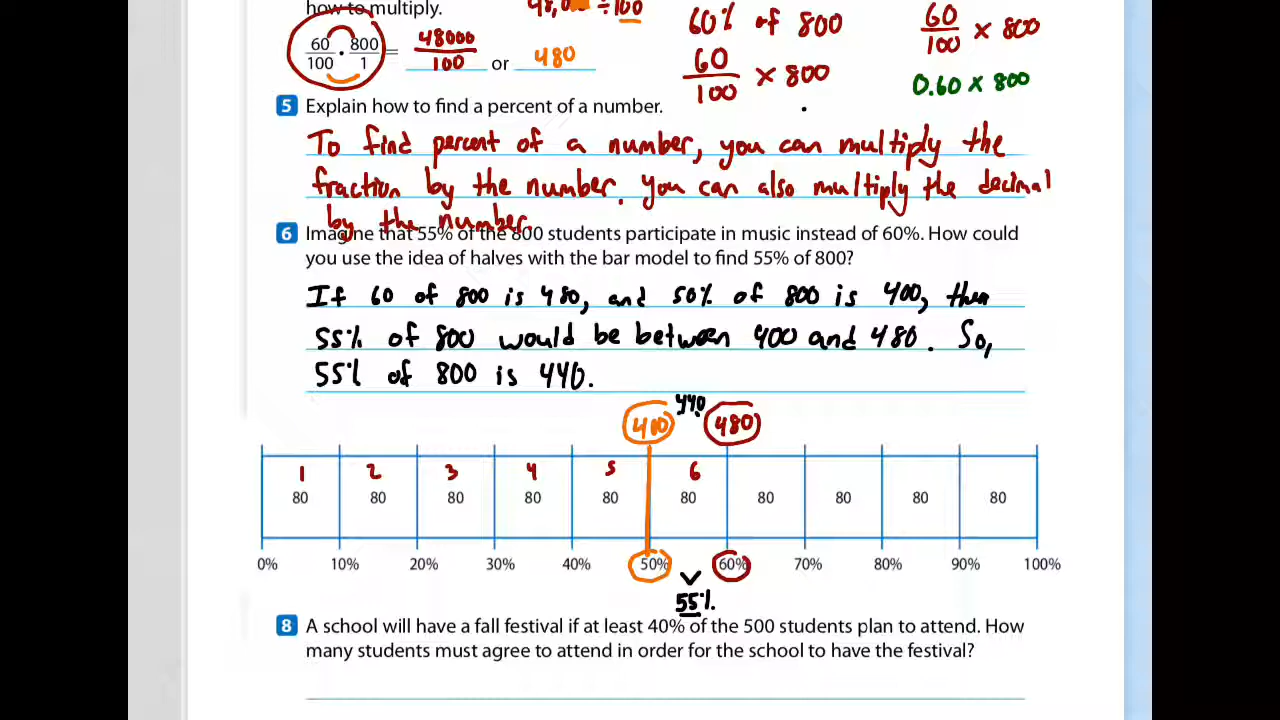 how to multiply.
48,0 ÷100
60% of 800
60/100 × 800
60/100 · 800/1 = 48000/100 or 480
60/100 × 800
0.60 × 800
5 Explain how to find a percent of a number.
To find percent of a number, you can multiply the
fraction by the number. You can also multiply the decimal
by the number.
6 Imagine that 55% of the 800 students participate in music instead of 60%. How could
you use the idea of halves with the bar model to find 55% of 800?
If 60 of 800 is 480, and 50% of 800 is 400, then
55% of 800 would be between 400 and 480. So,
55% of 800 is 440.
400 440 480
1 2 3 4 5 6
80 80 80 80 80 80 80 80 80 80
0% 10% 20% 30% 40% 50% 60% 70% 80% 90% 100%
55%
8 A school will have a fall festival if at least 40% of the 500 students plan to attend. How
many students must agree to attend in order for the school to have the festival?